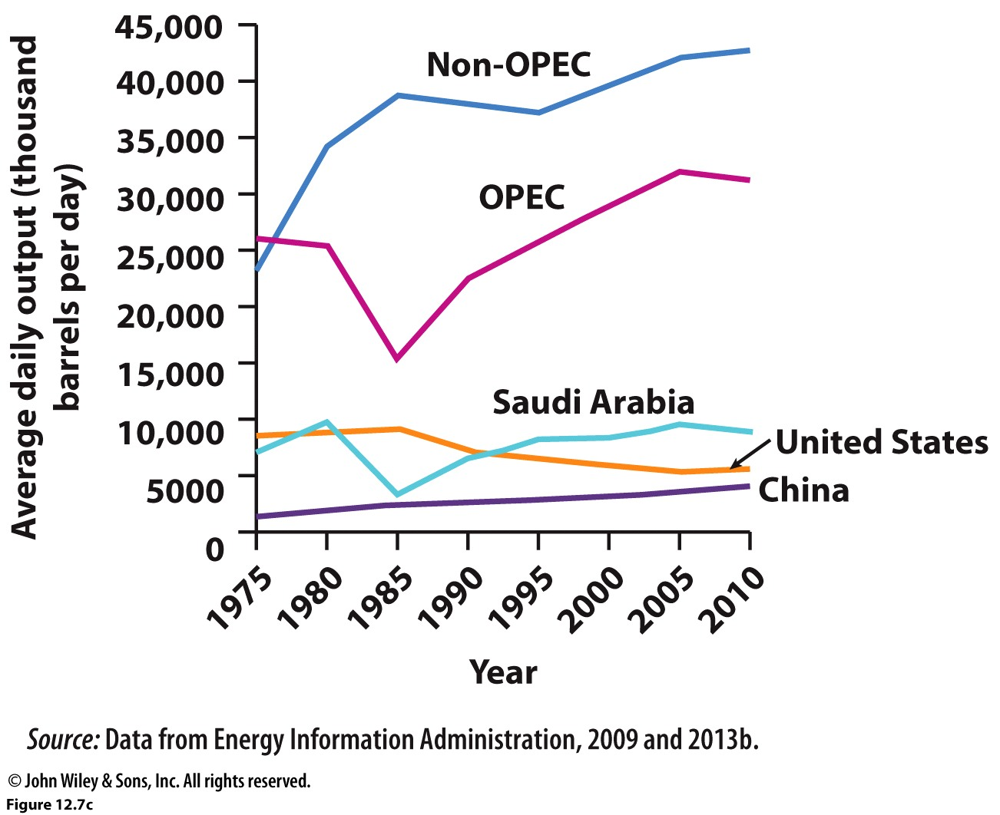 Average daily output (thousand
barrels per day)
45,000
40,000
35,000
30,000
25,000
20,000
15,000
10,000
5000
0
Non-OPEC
OPEC
Saudi Arabia
United States
China
1975
1980
1985
1990
1995
2000
2005
2010
Year
Source: Data from Energy Information Administration, 2009 and 2013b.
© John Wiley & Sons, Inc. All rights reserved.
Figure 12.7c